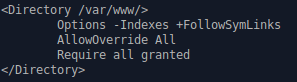 <Directory /var/www/>
        Options -Indexes +FollowSymLinks
        AllowOverride All
        Require all granted
</Directory>